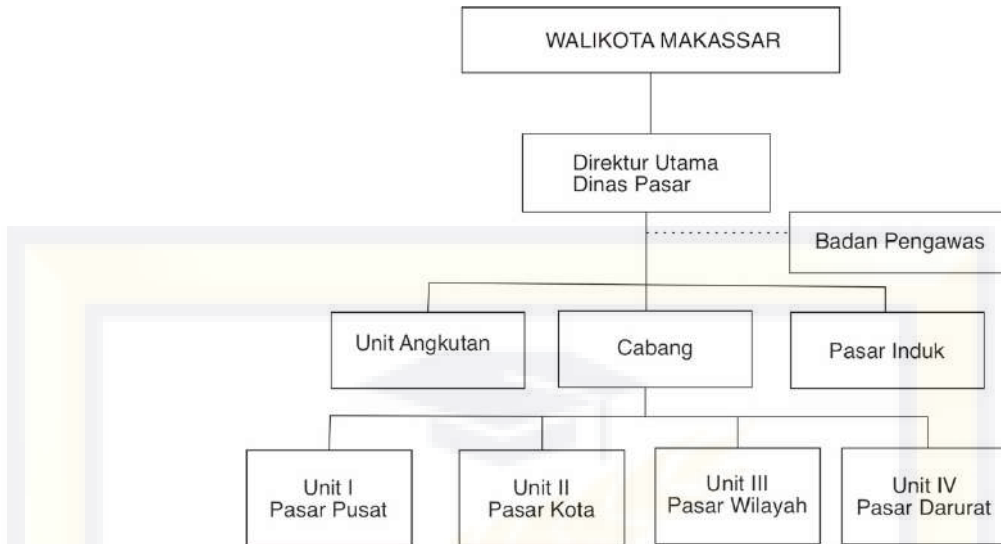 WALIKOTA MAKASSAR
Direktur Utama
Dinas Pasar
Badan Pengawas
Unit Angkutan
Cabang
Pasar Induk
Unit I
Pasar Pusat
Unit II
Pasar Kota
Unit III
Pasar Wilayah
Unit IV
Pasar Darurat